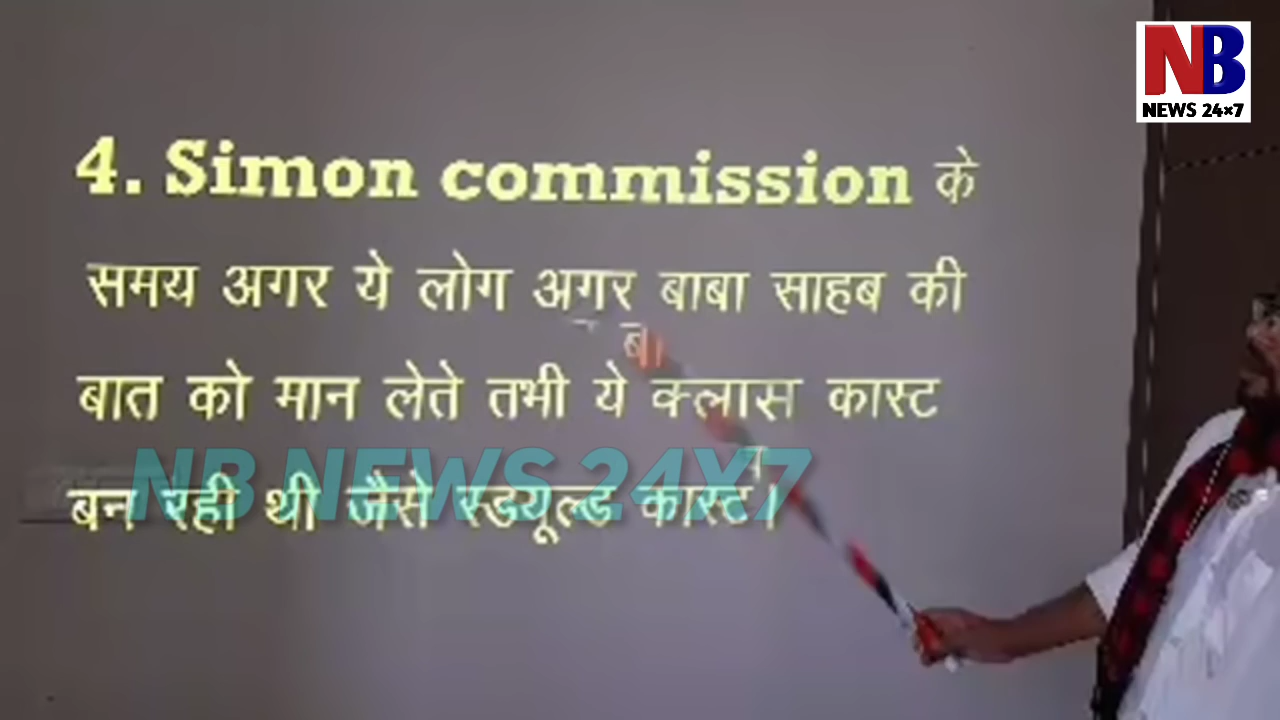 NB
NEWS 24×7
4. Simon commission के
समय अगर ये लोग अगर बाबा साहब की
बात को मान लेते तभी ये क्लास कास्ट
बन रही थी जैसे स्डयूल्ड कास्ट।
NB NEWS 24X7